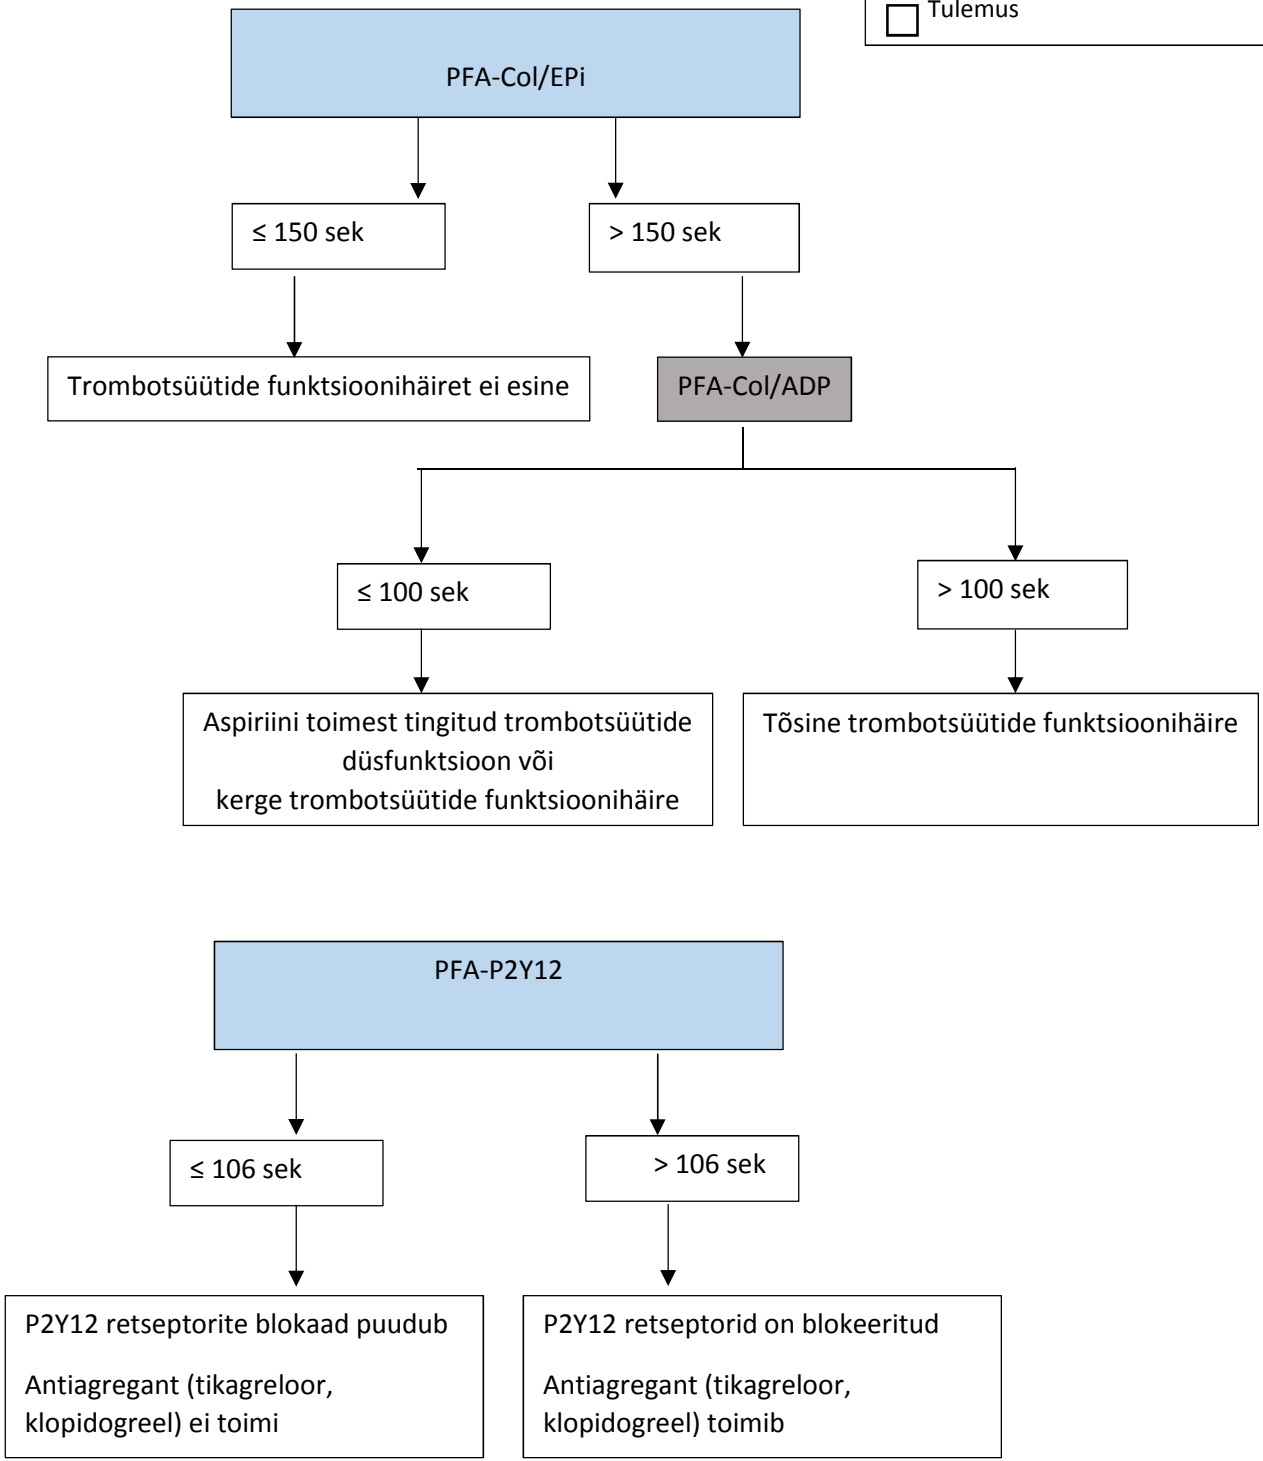 Tulemus
PFA-Col/EPi
≤ 150 sek
> 150 sek
Trombotsüütide funktsioonihäiret ei esine
PFA-Col/ADP
≤ 100 sek
> 100 sek
Aspiriini toimest tingitud trombotsüütide
düsfunktsioon või
kerge trombotsüütide funktsioonihäire
Tõsine trombotsüütide funktsioonihäire
PFA-P2Y12
≤ 106 sek
> 106 sek
P2Y12 retseptorite blokaad puudub
Antiagregant (tikagreloor,
klopidogreel) ei toimi
P2Y12 retseptorid on blokeeritud
Antiagregant (tikagreloor,
klopidogreel) toimib